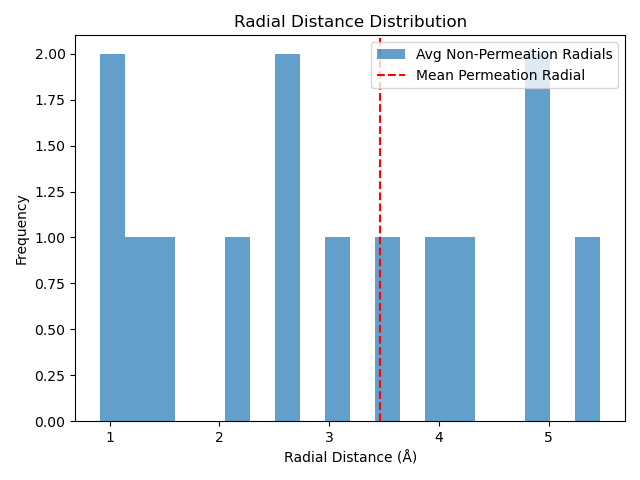 Radial Distance Distribution
Avg Non-Permeation Radials
Mean Permeation Radial
Frequency
2.00
1.75
1.50
1.25
1.00
0.75
0.50
0.25
0.00
1 2 3 4 5
Radial Distance (Å)